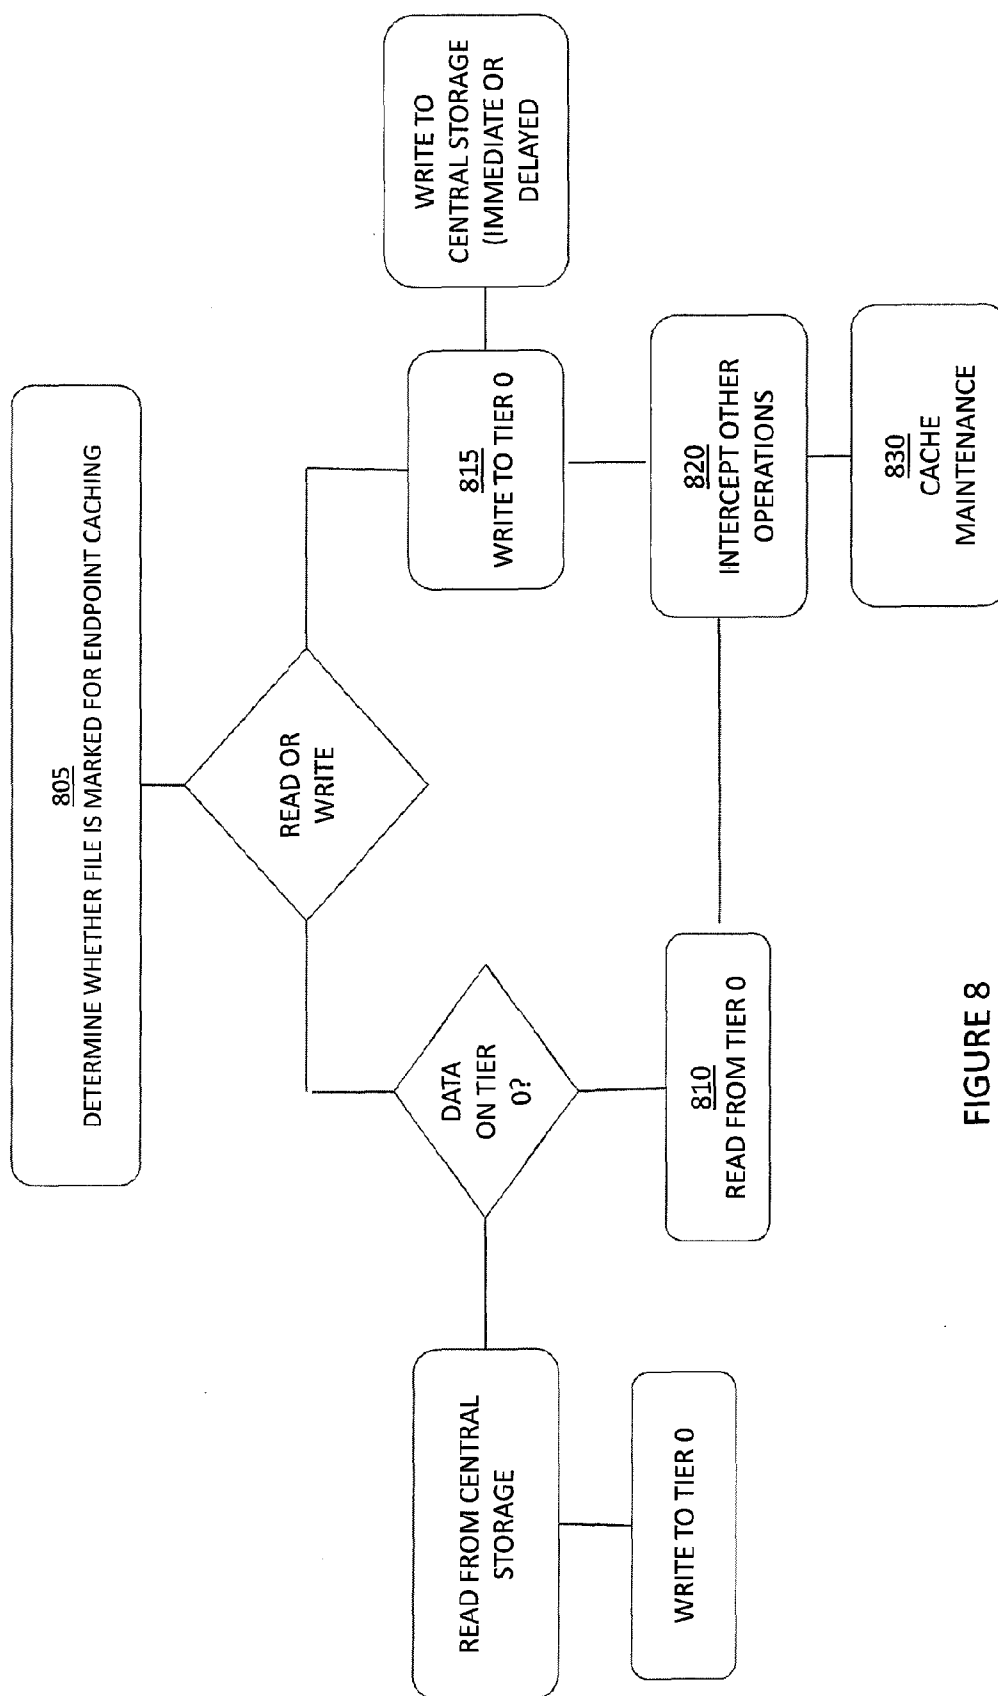 805
DETERMINE WHETHER FILE IS MARKED FOR ENDPOINT CACHING
READ OR
WRITE
DATA
ON TIER
0?
READ FROM CENTRAL
STORAGE
WRITE TO TIER 0
810
READ FROM TIER 0
815
WRITE TO TIER 0
WRITE TO
CENTRAL STORAGE
(IMMEDIATE OR
DELAYED
820
INTERCEPT OTHER
OPERATIONS
830
CACHE
MAINTENANCE
FIGURE 8